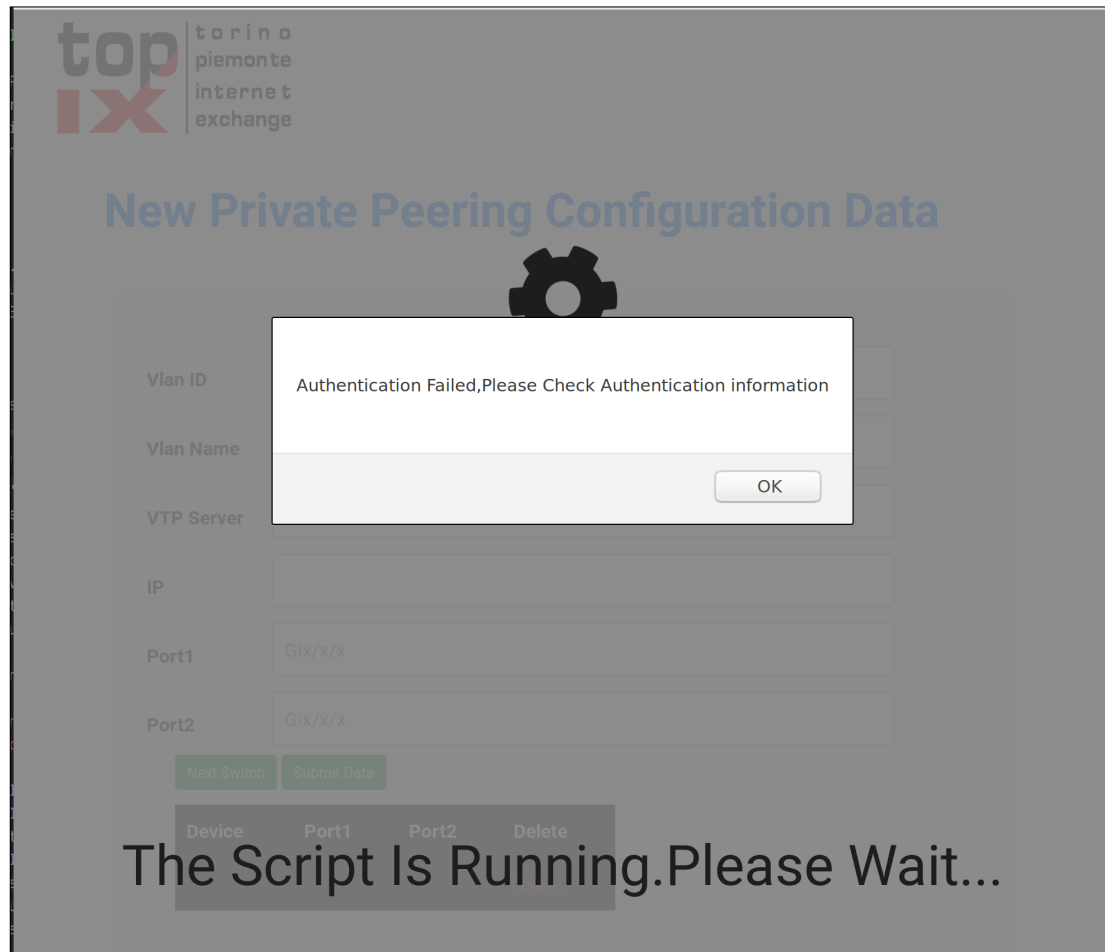 top ix
torino
piemonte
internet
exchange
New Private Peering Configuration Data
Authentication Failed,Please Check Authentication information
OK
Vlan ID
Vlan Name
VTP Server
IP
Port1 Gix/x/x
Port2 Gix/x/x
Next Switch Submit Data
Device Port1 Port2 Delete
The Script Is Running.Please Wait...